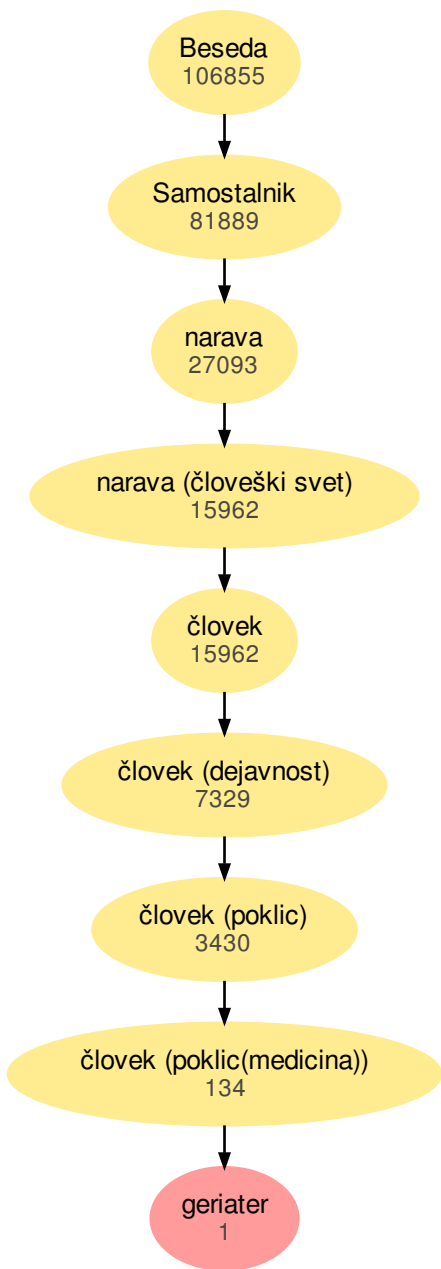 Beseda
106855
Samostalnik
81889
narava
27093
narava (človeški svet)
15962
človek
15962
človek (dejavnost)
7329
človek (poklic)
3430
človek (poklic(medicina))
134
geriater
1